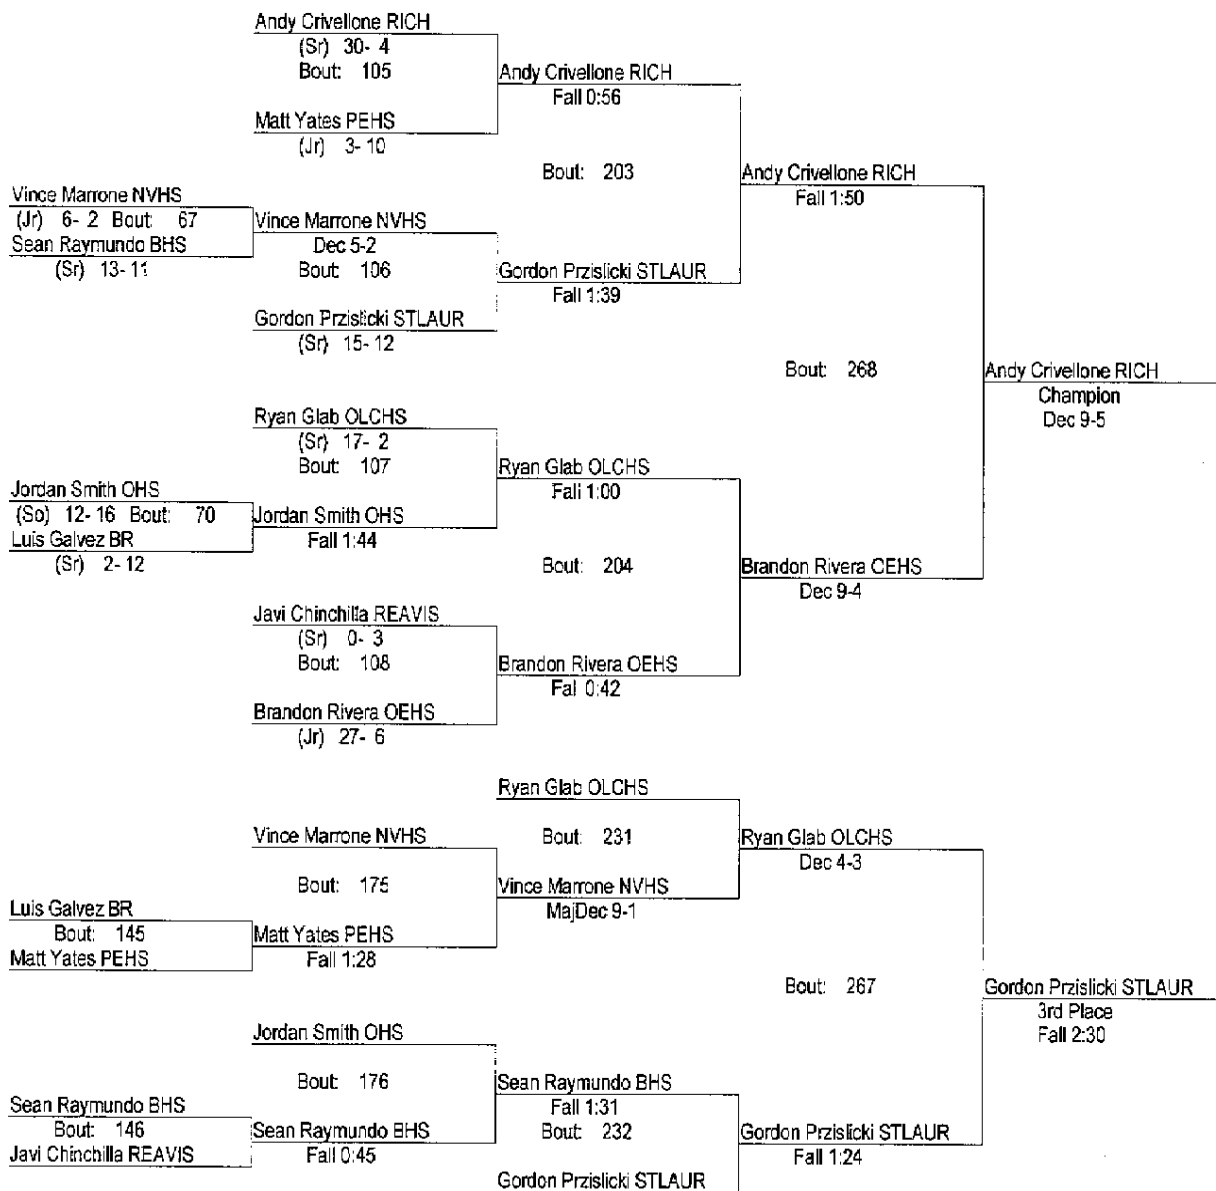 Andy Crivellone RICH
(Sr) 30- 4
Bout: 105
Andy Crivellone RICH
Fall 0:56
Matt Yates PEHS
(Jr) 3- 10
Bout: 203
Andy Crivellone RICH
Fall 1:50
Vince Marrone NVHS
(Jr) 6- 2 Bout: 67
Vince Marrone NVHS
Sean Raymundo BHS
Dec 5-2
(Sr) 13- 11
Bout: 106
Gordon Przislicki STLAUR
Fall 1:39
Gordon Przislicki STLAUR
(Sr) 15- 12
Bout: 268
Andy Crivellone RICH
Champion
Dec 9-5
Ryan Glab OLCHS
(Sr) 17- 2
Bout: 107
Ryan Glab OLCHS
Fall 1:00
Jordan Smith OHS
(So) 12- 16 Bout: 70
Jordan Smith OHS
Luis Galvez BR
Fall 1:44
(Sr) 2- 12
Bout: 204
Brandon Rivera OEHS
Dec 9-4
Javi Chinchilla REAVIS
(Sr) 0- 3
Bout: 108
Brandon Rivera OEHS
Fal 0:42
Brandon Rivera OEHS
(Jr) 27- 6
Ryan Glab OLCHS
Vince Marrone NVHS
Bout: 231
Ryan Glab OLCHS
Dec 4-3
Bout: 175
Vince Marrone NVHS
MajDec 9-1
Luis Galvez BR
Bout: 145
Matt Yates PEHS
Matt Yates PEHS
Fall 1:28
Bout: 267
Gordon Przislicki STLAUR
3rd Place
Fall 2:30
Jordan Smith OHS
Bout: 176
Sean Raymundo BHS
Fall 1:31
Sean Raymundo BHS
Bout: 146
Sean Raymundo BHS
Bout: 232
Gordon Przislicki STLAUR
Javi Chinchilla REAVIS
Fall 0:45
Fall 1:24
Gordon Przislicki STLAUR